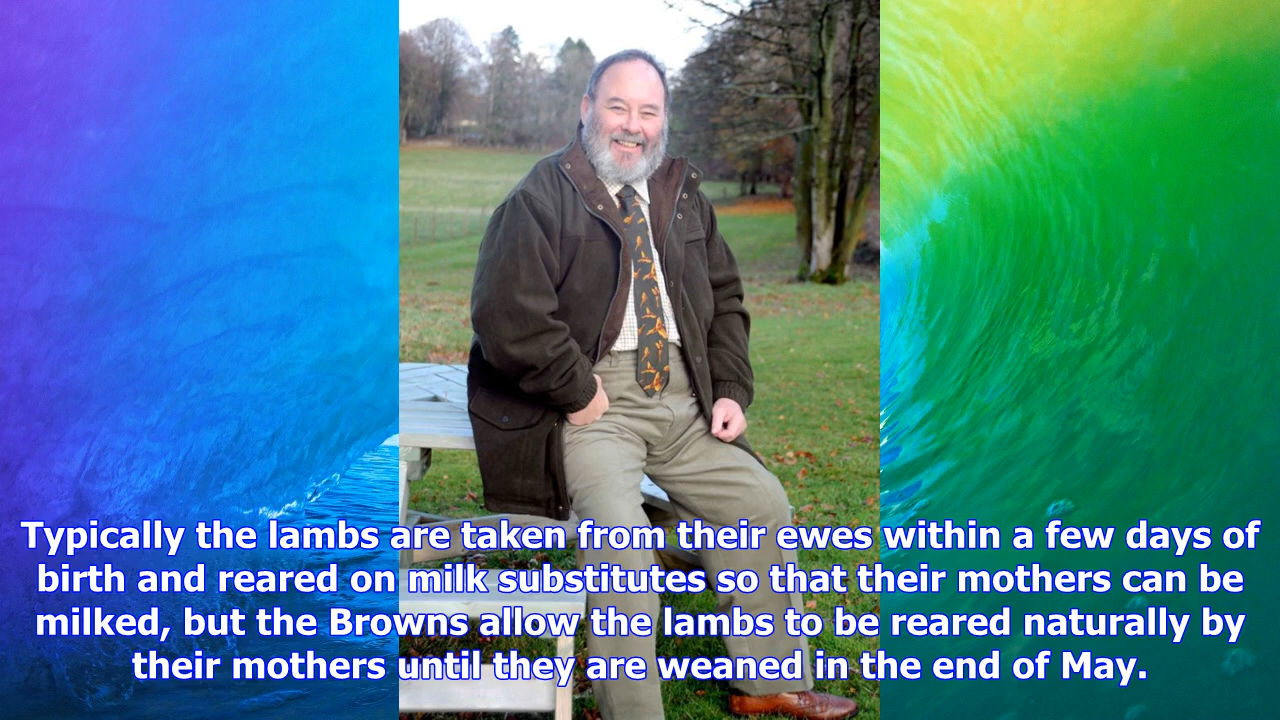 Typically the lambs are taken from their ewes within a few days of
birth and reared on milk substitutes so that their mothers can be
milked, but the Browns allow the lambs to be reared naturally by
their mothers until they are weaned in the end of May.